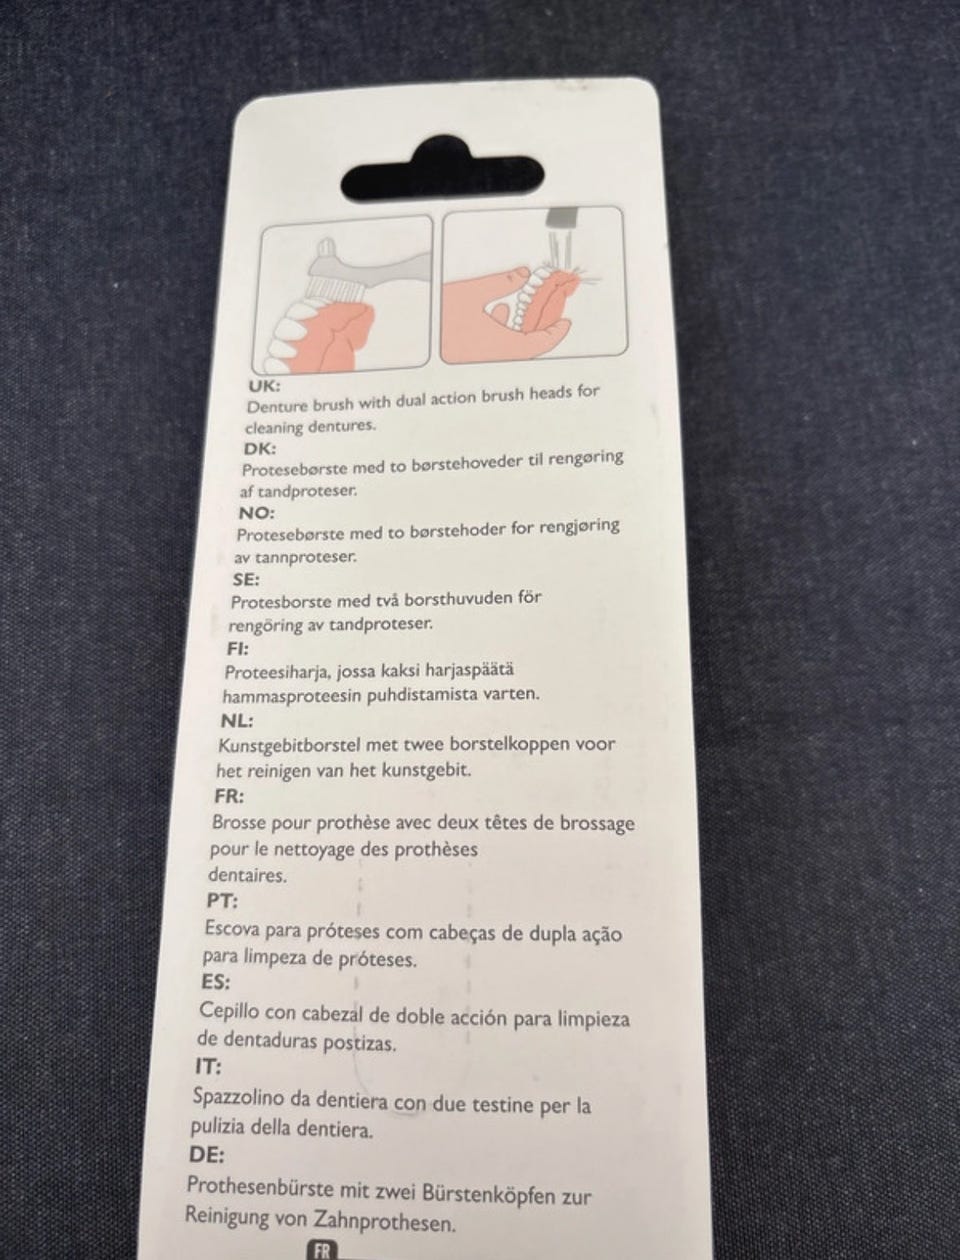 UK:
Denture brush with dual action brush heads for
cleaning dentures.
DK:
Protesebørste med to børstehoveder til rengøring
af tandproteser.
NO:
Protesebørste med to børstehoder for rengjøring
av tannproteser.
SE:
Protesborste med två borsthuvuden för
rengöring av tandproteser.
FI:
Proteesiharja, jossa kaksi harjaspäätä
hammasproteesin puhdistamista varten.
NL:
Kunstgebitborstel met twee borstelkoppen voor
het reinigen van het kunstgebit.
FR:
Brosse pour prothèse avec deux têtes de brossage
pour le nettoyage des prothèses
dentaires.
PT:
Escova para próteses com cabeças de dupla ação
para limpeza de próteses.
ES:
Cepillo con cabezal de doble acción para limpieza
de dentaduras postizas.
IT:
Spazzolino da dentiera con due testine per la
pulizia della dentiera.
DE:
Prothesenbürste mit zwei Bürstenköpfen zur
Reinigung von Zahnprothesen.
FR